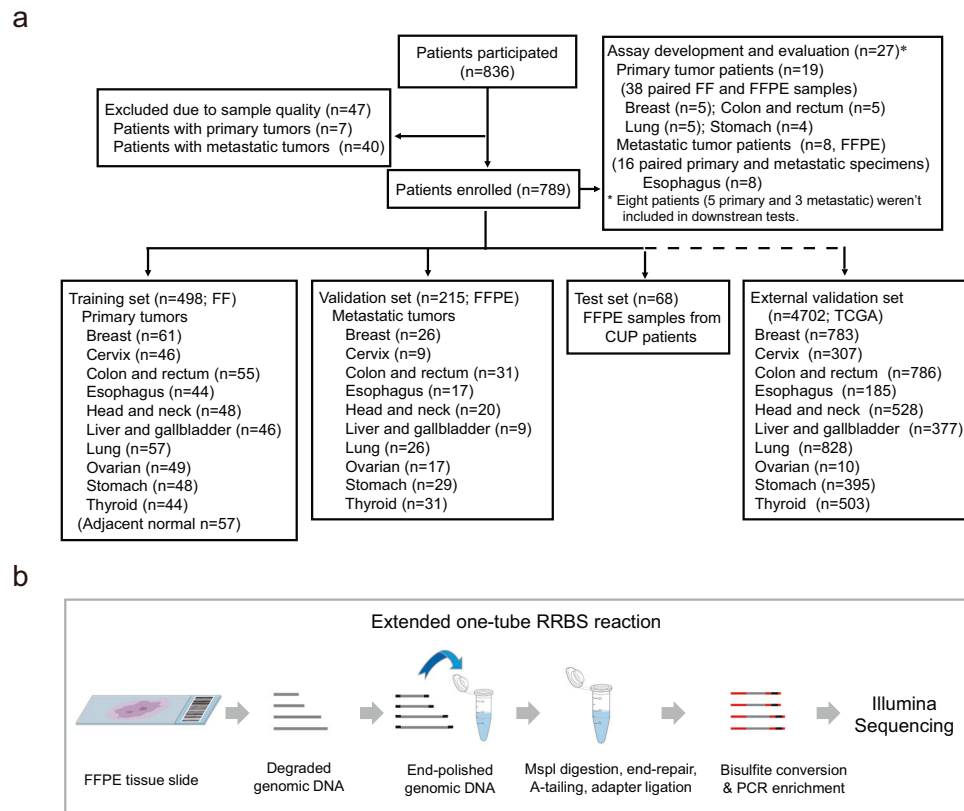 a
Patients participated
(n=836)
Excluded due to sample quality (n=47)
Patients with primary tumors (n=7)
Patients with metastatic tumors (n=40)
Assay development and evaluation (n=27)*
Primary tumor patients (n=19)
(38 paired FF and FFPE samples)
Breast (n=5); Colon and rectum (n=5)
Lung (n=5); Stomach (n=4)
Metastatic tumor patients (n=8, FFPE)
(16 paired primary and metastatic specimens)
Esophagus (n=8)
* Eight patients (5 primary and 3 metastatic) weren't
included in downstrean tests.
Patients enrolled (n=789)
Training set (n=498; FF)
Primary tumors
Breast (n=61)
Cervix (n=46)
Colon and rectum (n=55)
Esophagus (n=44)
Head and neck (n=48)
Liver and gallbladder (n=46)
Lung (n=57)
Ovarian (n=49)
Stomach (n=48)
Thyroid (n=44)
(Adjacent normal n=57)
Validation set (n=215; FFPE)
Metastatic tumors
Breast (n=26)
Cervix (n=9)
Colon and rectum (n=31)
Esophagus (n=17)
Head and neck (n=20)
Liver and gallbladder (n=9)
Lung (n=26)
Ovarian (n=17)
Stomach (n=29)
Thyroid (n=31)
Test set (n=68)
FFPE samples from
CUP patients
External validation set
(n=4702; TCGA)
Breast (n=783)
Cervix (n=307)
Colon and rectum (n=786)
Esophagus (n=185)
Head and neck (n=528)
Liver and gallbladder (n=377)
Lung (n=828)
Ovarian (n=10)
Stomach (n=395)
Thyroid (n=503)
b
Extended one-tube RRBS reaction
FFPE tissue slide
Degraded
genomic DNA
End-polished
genomic DNA
MspI digestion, end-repair,
A-tailing, adapter ligation
Bisulfite conversion
& PCR enrichment
Illumina
Sequencing